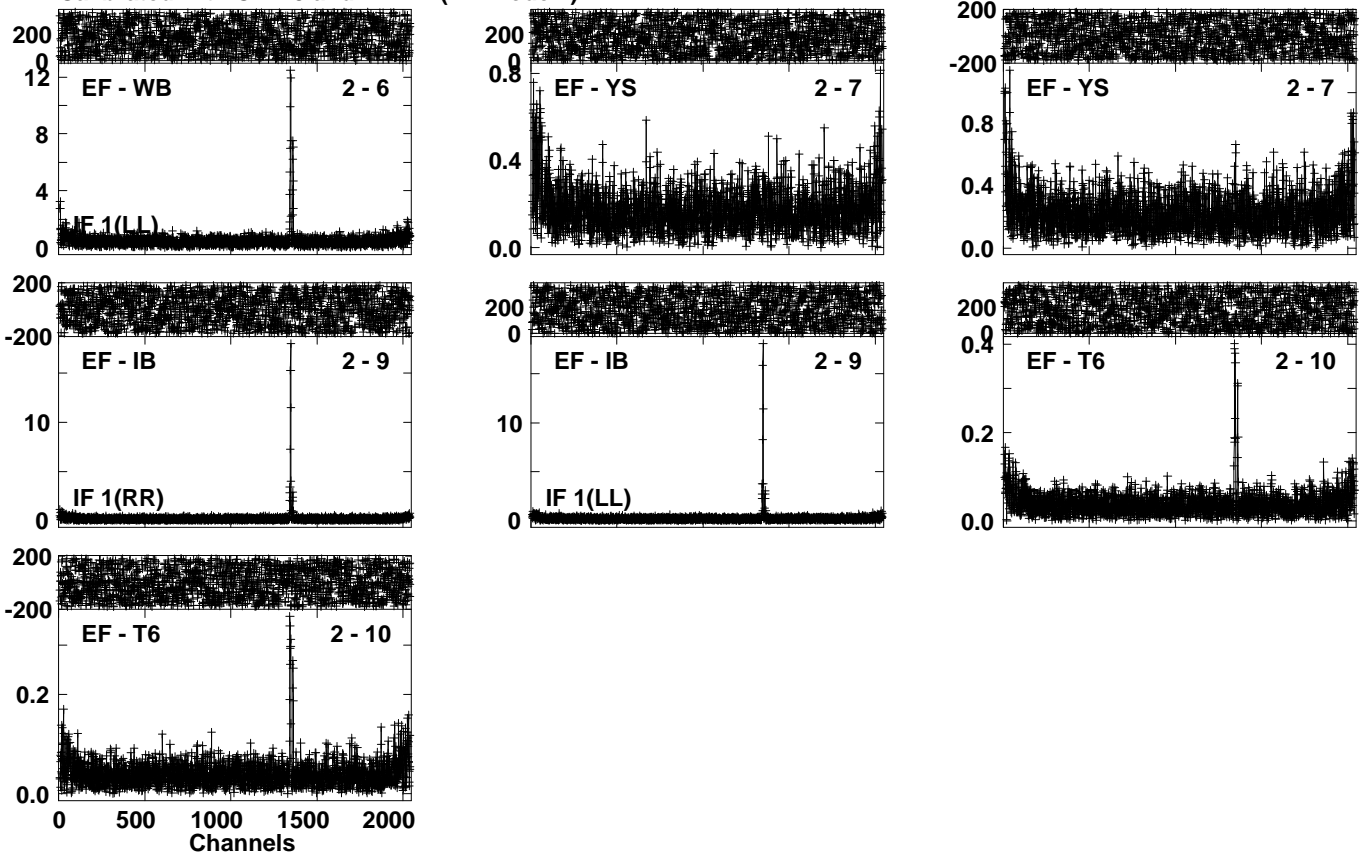 200
0
12
8
4
0
EF - WB 2 - 6
IF 1(LL)
200
0
0.8
0.4
0.0
EF - YS 2 - 7
200
-200
0.8
0.4
0.0
EF - YS 2 - 7
200
-200
10
0
EF - IB 2 - 9
IF 1(RR)
200
0
10
0
EF - IB 2 - 9
IF 1(LL)
200
0
0.4
0.2
0.0
EF - T6 2 - 10
200
-200
0.2
0.0
EF - T6 2 - 10
0 500 1000 1500 2000
Channels